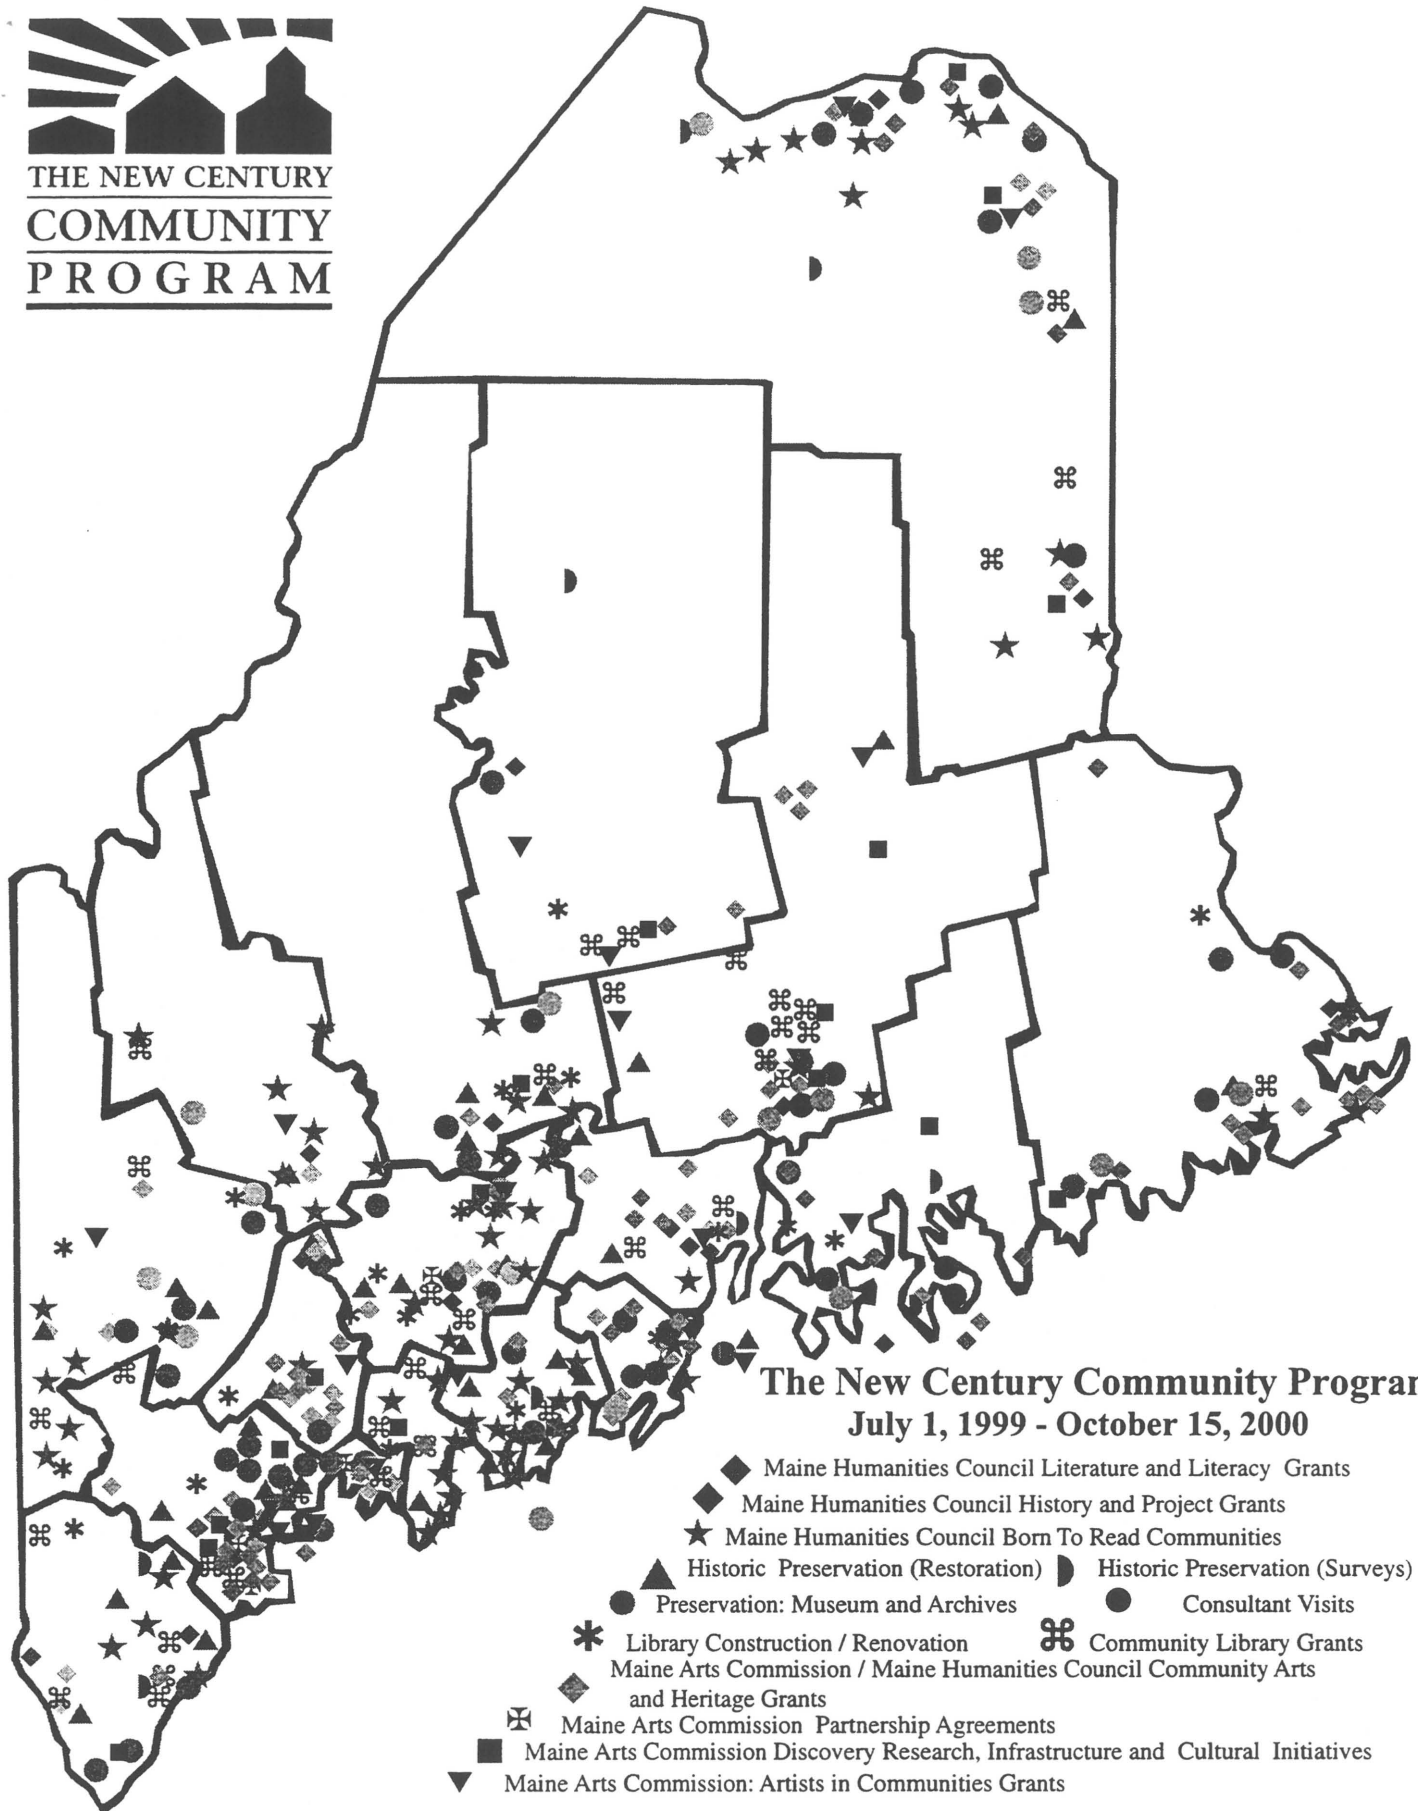 THE NEW CENTURY
COMMUNITY
PROGRAM
The New Century Community Progra
July 1, 1999 - October 15, 2000
Maine Humanities Council Literature and Literacy Grants
Maine Humanities Council History and Project Grants
Maine Humanities Council Born To Read Communities
Historic Preservation (Restoration) Historic Preservation (Surveys)
Preservation: Museum and Archives Consultant Visits
Library Construction / Renovation Community Library Grants
Maine Arts Commission / Maine Humanities Council Community Arts
and Heritage Grants
Maine Arts Commission Partnership Agreements
Maine Arts Commission Discovery Research, Infrastructure and Cultural Initiatives
Maine Arts Commission: Artists in Communities Grants